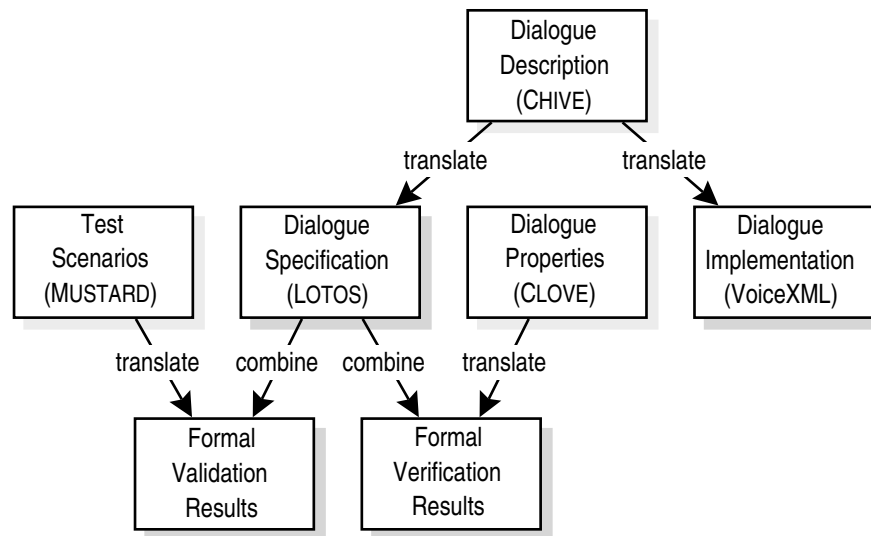 Dialogue
Description
(CHIVE)
translate
translate
Test
Scenarios
(MUSTARD)
Dialogue
Specification
(LOTOS)
Dialogue
Properties
(CLOVE)
Dialogue
Implementation
(VoiceXML)
translate
combine
combine
translate
Formal
Validation
Results
Formal
Verification
Results